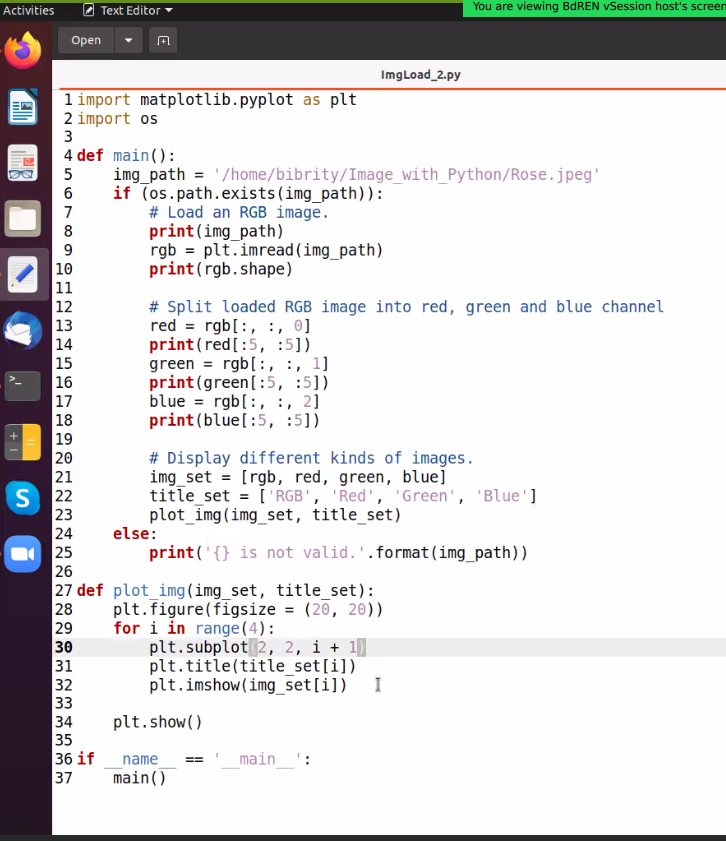 You are viewing BdREN vSession host's screen
Activities
Text Editor
Open
ImgLoad_2.py
1 import matplotlib.pyplot as plt
2 import os
3
4 def main():
5     img_path = '/home/bibrity/Image_with_Python/Rose.jpeg'
6     if (os.path.exists(img_path)):
7         # Load an RGB image.
8         print(img_path)
9         rgb = plt.imread(img_path)
10         print(rgb.shape)
11
12         # Split loaded RGB image into red, green and blue channel
13         red = rgb[:, :, 0]
14         print(red[:5, :5])
15         green = rgb[:, :, 1]
16         print(green[:5, :5])
17         blue = rgb[:, :, 2]
18         print(blue[:5, :5])
19
20         # Display different kinds of images.
21         img_set = [rgb, red, green, blue]
22         title_set = ['RGB', 'Red', 'Green', 'Blue']
23         plot_img(img_set, title_set)
24     else:
25         print('{} is not valid.'.format(img_path))
26
27 def plot_img(img_set, title_set):
28     plt.figure(figsize = (20, 20))
29     for i in range(4):
30         plt.subplot(2, 2, i + 1)
31         plt.title(title_set[i])
32         plt.imshow(img_set[i])
33
34     plt.show()
35
36 if __name__ == '__main__':
37     main()